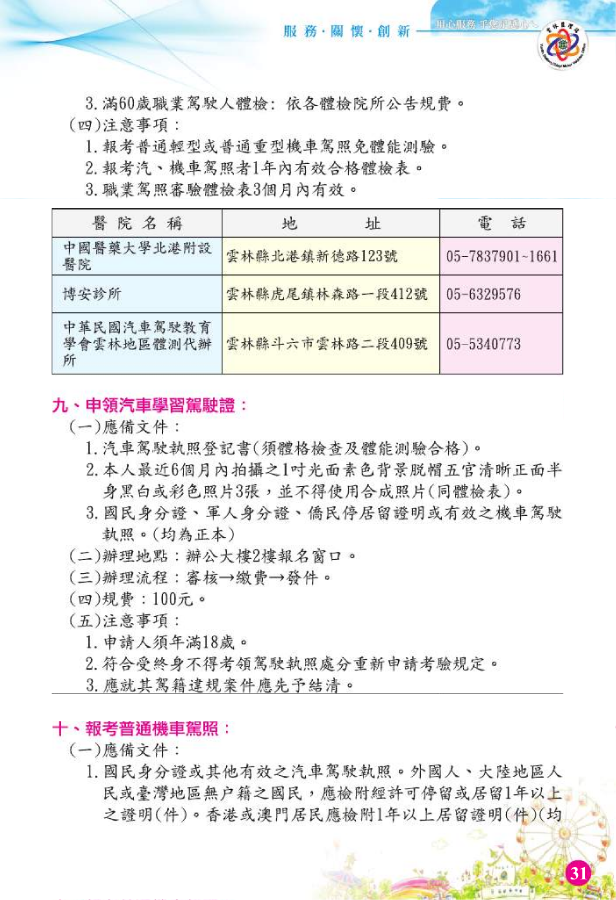 服務·關懷·創新
3.滿60歲職業駕駛人體檢：依各體檢院所公告規費。
(四)注意事項：
1.報考普通輕型或普通重型機車駕照免體能測驗。
2.報考汽、機車駕照者1年內有效合格體檢表。
3.職業駕照審驗體檢表3個月內有效。
醫院名稱 地址 電話
中國醫藥大學北港附設
醫院 雲林縣北港鎮新德路123號 05-7837901~1661
博安診所 雲林縣虎尾鎮林森路一段412號 05-6329576
中華民國汽車駕駛教育
學會雲林地區體測代辦 雲林縣斗六市雲林路二段409號 05-5340773
所
九、申領汽車學習駕駛證：
(一)應備文件：
1.汽車駕駛執照登記書(須體格檢查及體能測驗合格)。
2.本人最近6個月內拍攝之1吋光面素色背景脫帽五官清晰正面半
身黑白或彩色照片3張，並不得使用合成照片(同體檢表)。
3.國民身分證、軍人身分證、僑民停居留證明或有效之機車駕駛
執照。(均為正本)
(二)辦理地點：辦公大樓2樓報名窗口。
(三)辦理流程：審核→繳費→發件。
(四)規費：100元。
(五)注意事項：
1.申請人須年滿18歲。
2.符合受終身不得考領駕駛執照處分重新申請考驗規定。
3.應就其駕籍違規案件應先予結清。
十、報考普通機車駕照：
(一)應備文件：
1.國民身分證或其他有效之汽車駕駛執照。外國人、大陸地區人
民或臺灣地區無戶籍之國民，應檢附經許可停留或居留1年以上
之證明(件)。香港或澳門居民應檢附1年以上居留證明(件)(均
31